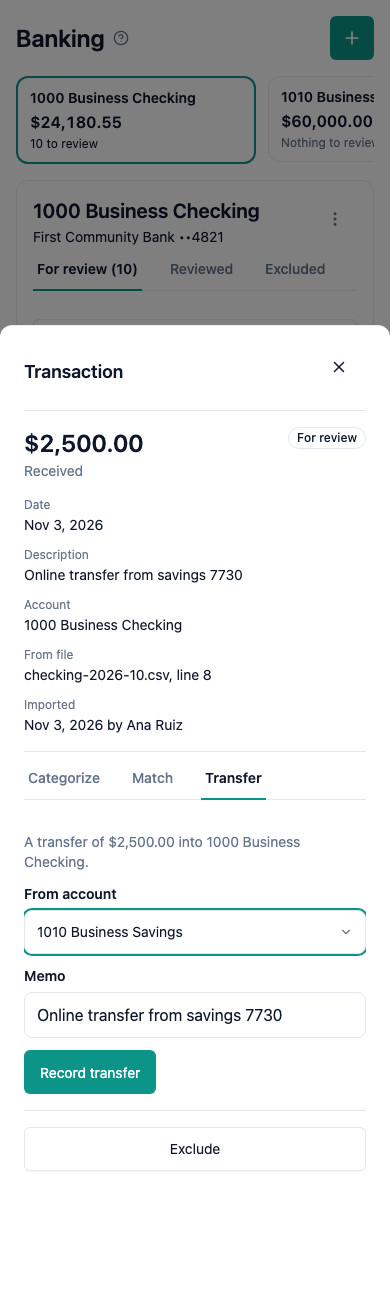 Banking
1000 Business Checking
$24,180.55
10 to review
1010 Business
$60,000.00
Nothing to review
1000 Business Checking
First Community Bank ••4821
For review (10)
Reviewed
Excluded
Transaction
$2,500.00
For review
Received
Date
Nov 3, 2026
Description
Online transfer from savings 7730
Account
1000 Business Checking
From file
checking-2026-10.csv, line 8
Imported
Nov 3, 2026 by Ana Ruiz
Categorize
Match
Transfer
A transfer of $2,500.00 into 1000 Business
Checking.
From account
1010 Business Savings
Memo
Online transfer from savings 7730
Record transfer
Exclude